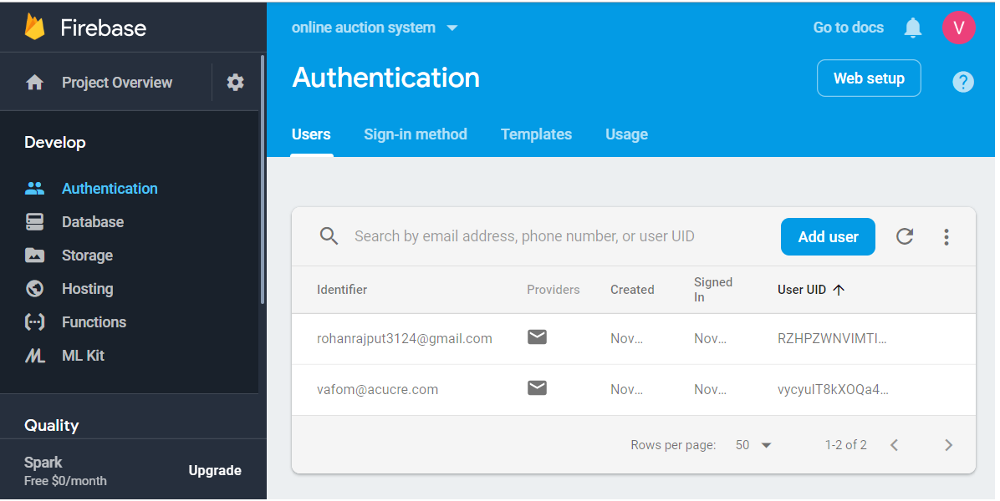 Firebase
Project Overview
Develop
Authentication
Database
Storage
Hosting
Functions
ML Kit
Quality
Spark
Free $0/month
Upgrade
online auction system
Go to docs
V
Authentication
Web setup
?
Users Sign-in method Templates Usage
Search by email address, phone number, or user UID
Add user
Identifier Providers Created Signed In User UID
rohanrajput3124@gmail.com Nov... Nov... RZHPZWNVIMTI...
vafom@acucre.com Nov... Nov... vycyuIT8kXOQa4...
Rows per page: 50 1-2 of 2